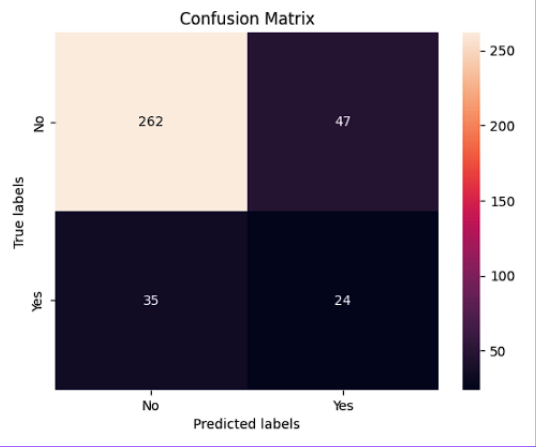 Confusion Matrix
True labels
No
262
47
Yes
35
24
No
Yes
Predicted labels
250
200
150
100
50